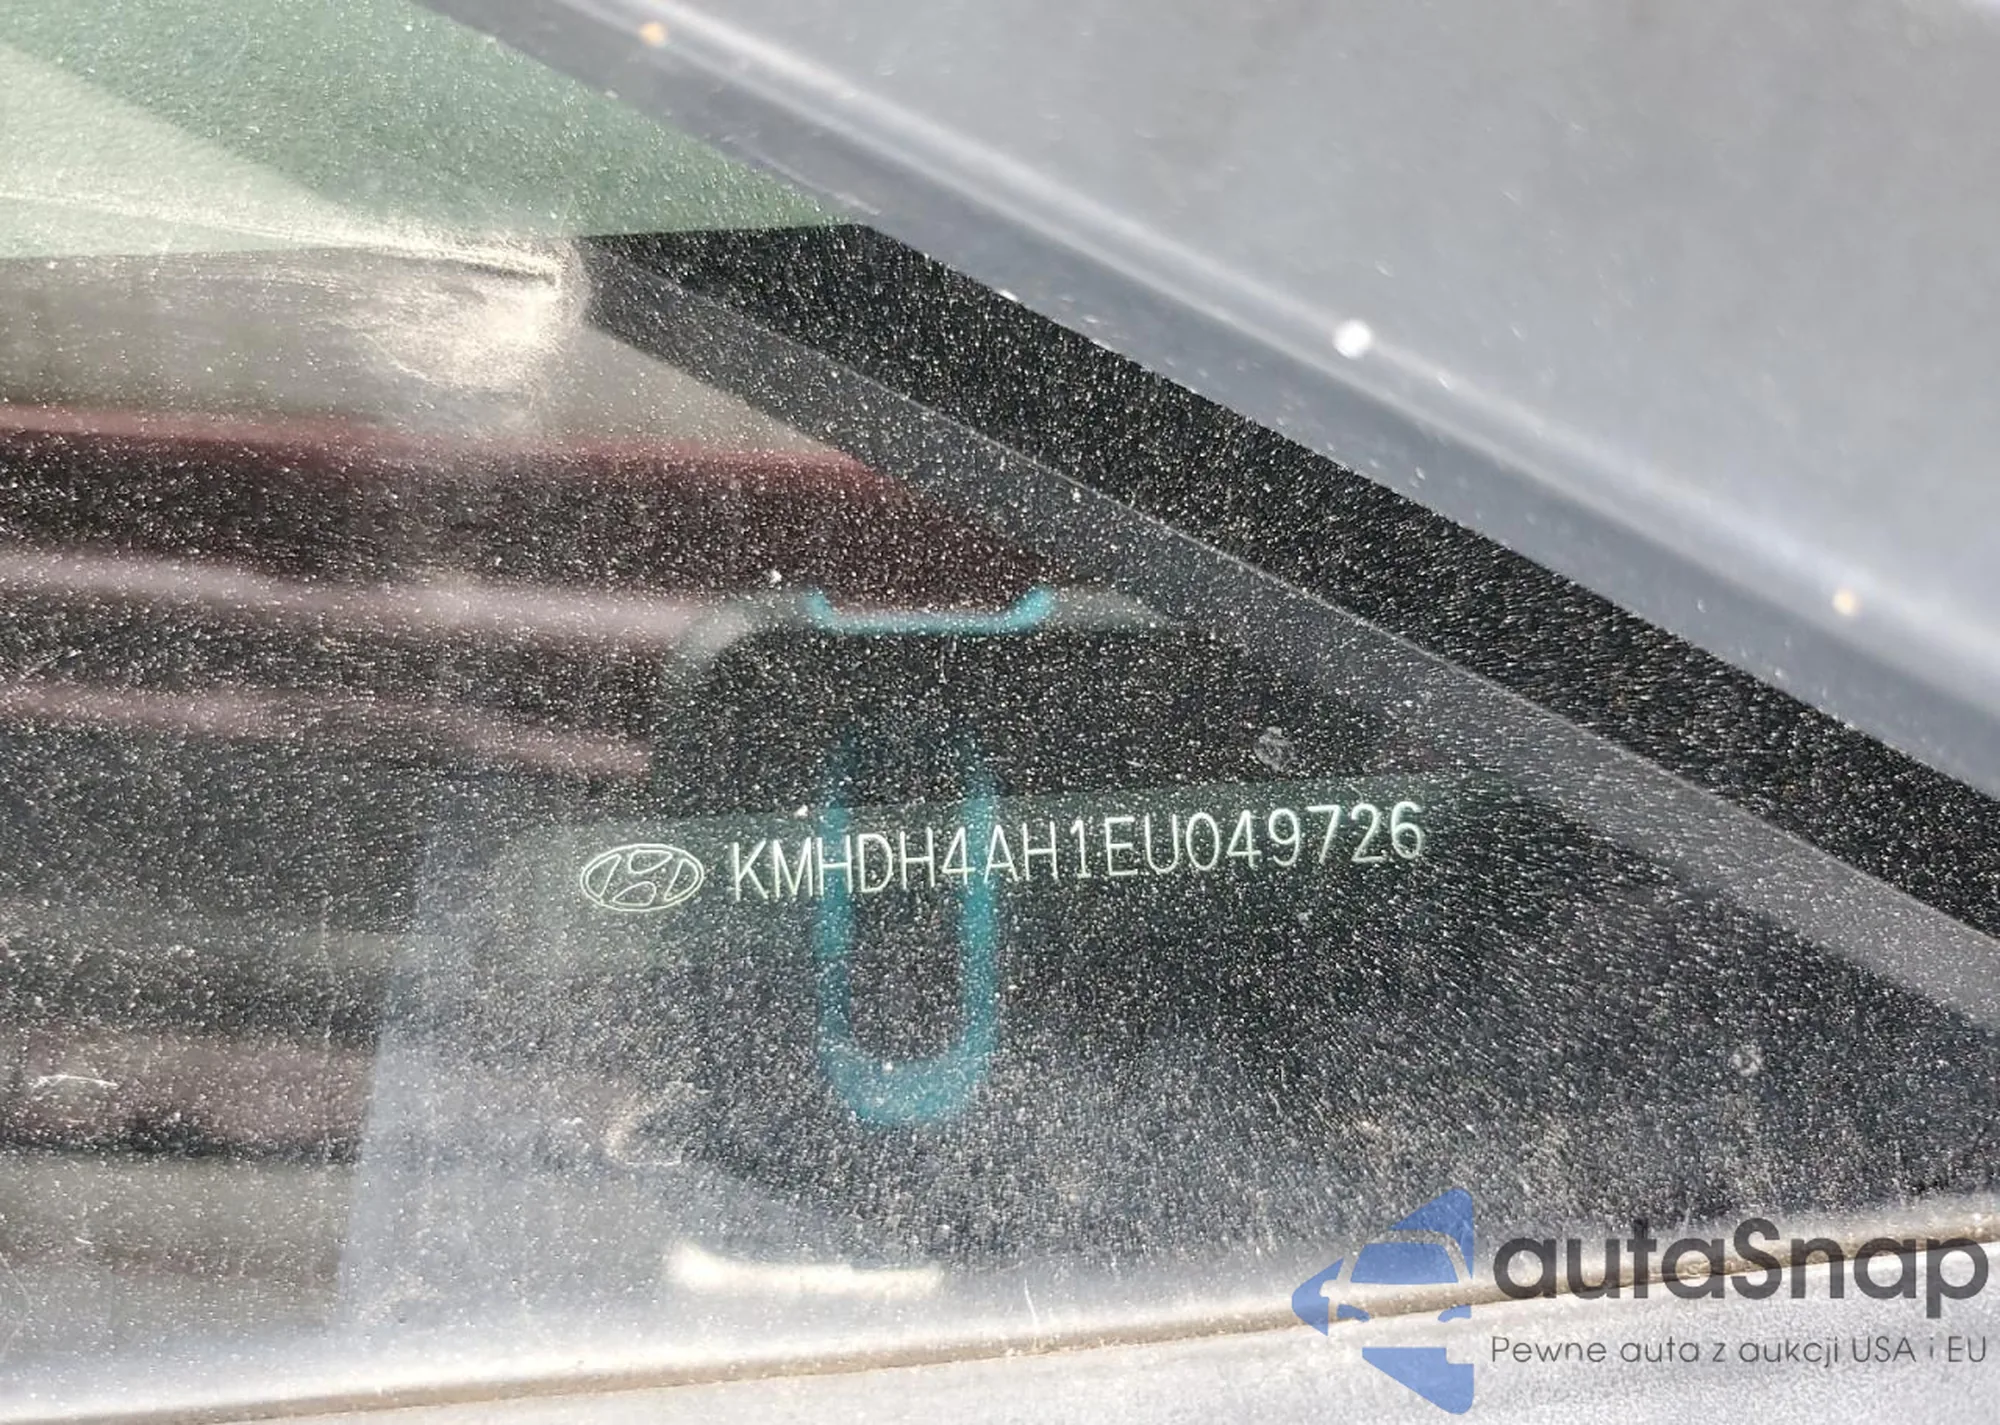 KMHDH4AH1EU049726
autaSnap
Pewne auta z aukcji USA i EU